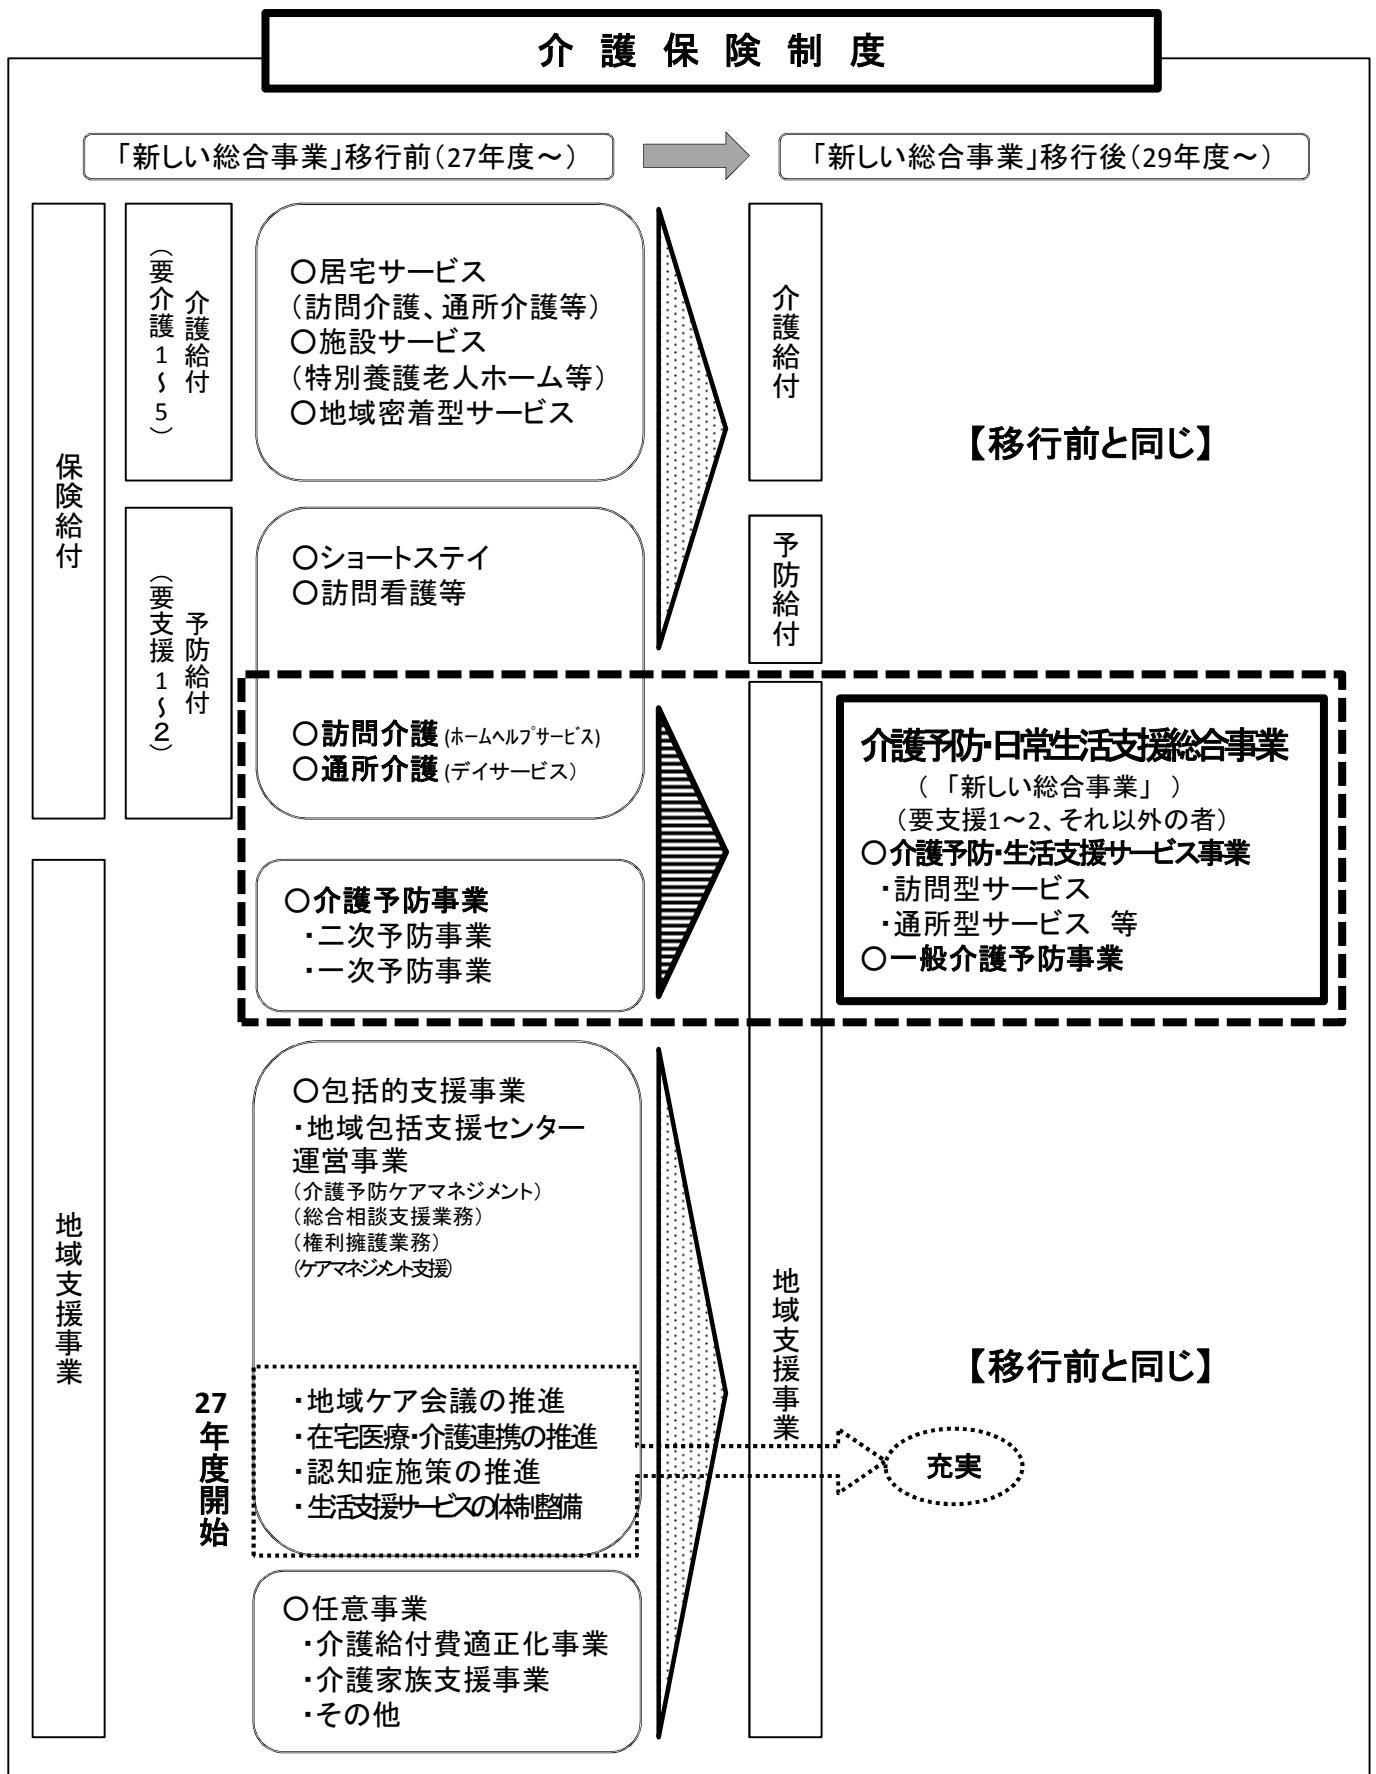 介護保険制度
「新しい総合事業」移行前(27年度～)
「新しい総合事業」移行後(29年度～)
保険給付
介護給付
(要介護1～5)
○居宅サービス
(訪問介護、通所介護等)
○施設サービス
(特別養護老人ホーム等)
○地域密着型サービス
介護給付
【移行前と同じ】
予防給付
(要支援1～2)
○ショートステイ
○訪問看護等
○訪問介護(ホームヘルプサービス)
○通所介護(デイサービス)
予防給付
地域支援事業
○介護予防事業
・二次予防事業
・一次予防事業
介護予防・日常生活支援総合事業
(「新しい総合事業」)
(要支援1～2、それ以外の者)
○介護予防・生活支援サービス事業
・訪問型サービス
・通所型サービス 等
○一般介護予防事業
○包括的支援事業
・地域包括支援センター
運営事業
(介護予防ケアマネジメント)
(総合相談支援業務)
(権利擁護業務)
(ケアマネジメント支援)
27年度開始
・地域ケア会議の推進
・在宅医療・介護連携の推進
・認知症施策の推進
・生活支援サービスの体制整備
○任意事業
・介護給付費適正化事業
・介護家族支援事業
・その他
地域支援事業
【移行前と同じ】
充実